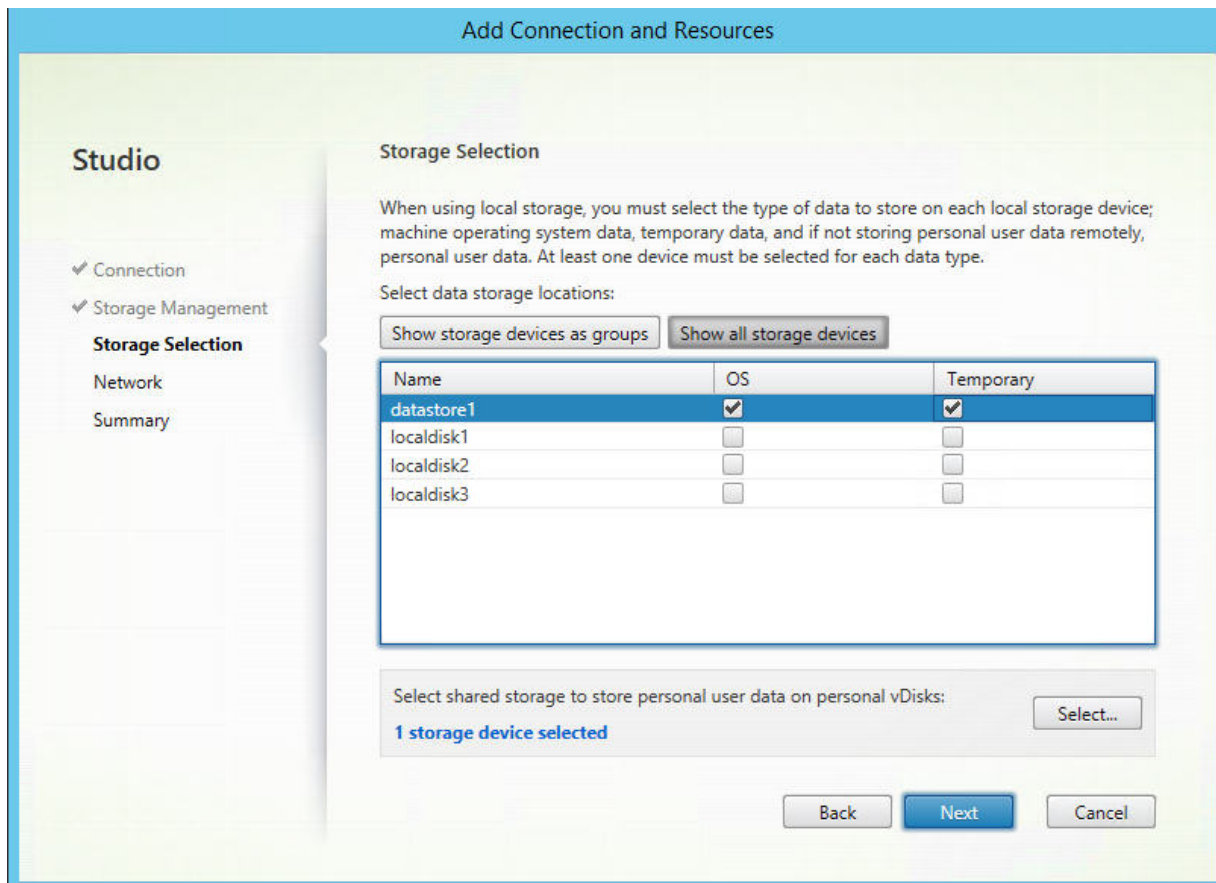 Add Connection and Resources
Studio
Connection
Storage Management
Storage Selection
Network
Summary
Storage Selection
When using local storage, you must select the type of data to store on each local storage device;
machine operating system data, temporary data, and if not storing personal user data remotely,
personal user data. At least one device must be selected for each data type.
Select data storage locations:
Show storage devices as groups Show all storage devices
Name OS Temporary
datastore1
localdisk1
localdisk2
localdisk3
Select shared storage to store personal user data on personal vDisks:
1 storage device selected
Select...
Back Next Cancel